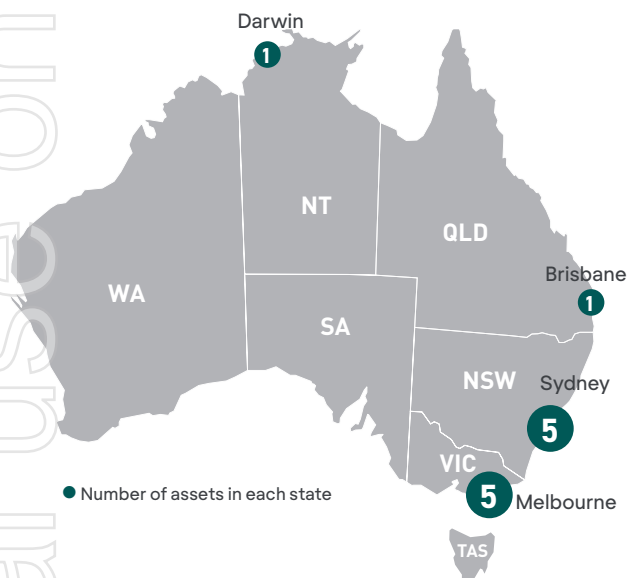 Darwin
1
NT
QLD
Brisbane
1
WA
SA
NSW
Sydney
5
VIC
5
Melbourne
Number of assets in each state
TAS